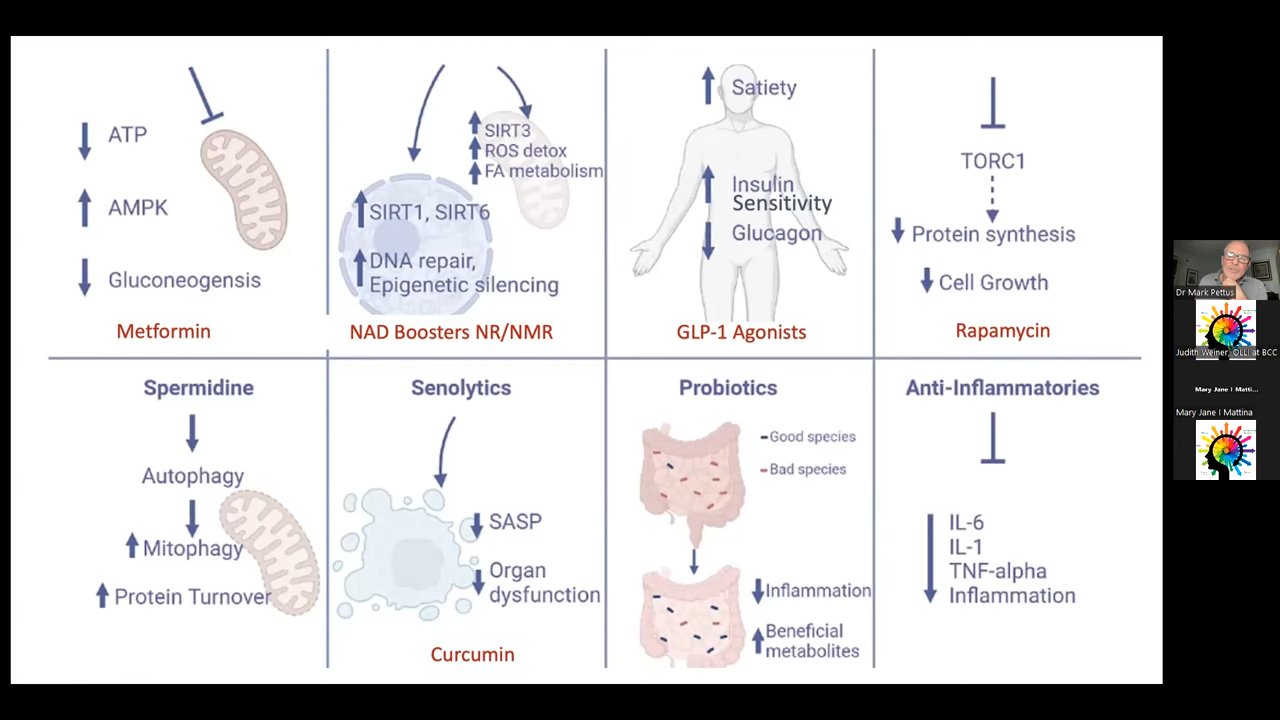 ATP
AMPK
Gluconeogensis
Metformin
SIRT3
ROS detox
FA metabolism
SIRT1, SIRT6
DNA repair,
Epigenetic silencing
NAD Boosters NR/NMR
Satiety
Insulin
Sensitivity
Glucagon
GLP-1 Agonists
TORC1
Protein synthesis
Cell Growth
Rapamycin
Spermidine
Autophagy
Mitophagy
Protein Turnover
Senolytics
SASP
Organ
dysfunction
Curcumin
Probiotics
Good species
Bad species
Inflammation
Beneficial
metabolites
Anti-Inflammatories
IL-6
IL-1
TNF-alpha
Inflammation
Dr Mark Pettus
Judith Weiner, OLLI at BCC
Mary Jane I Matti...
Mary Jane I Mattina